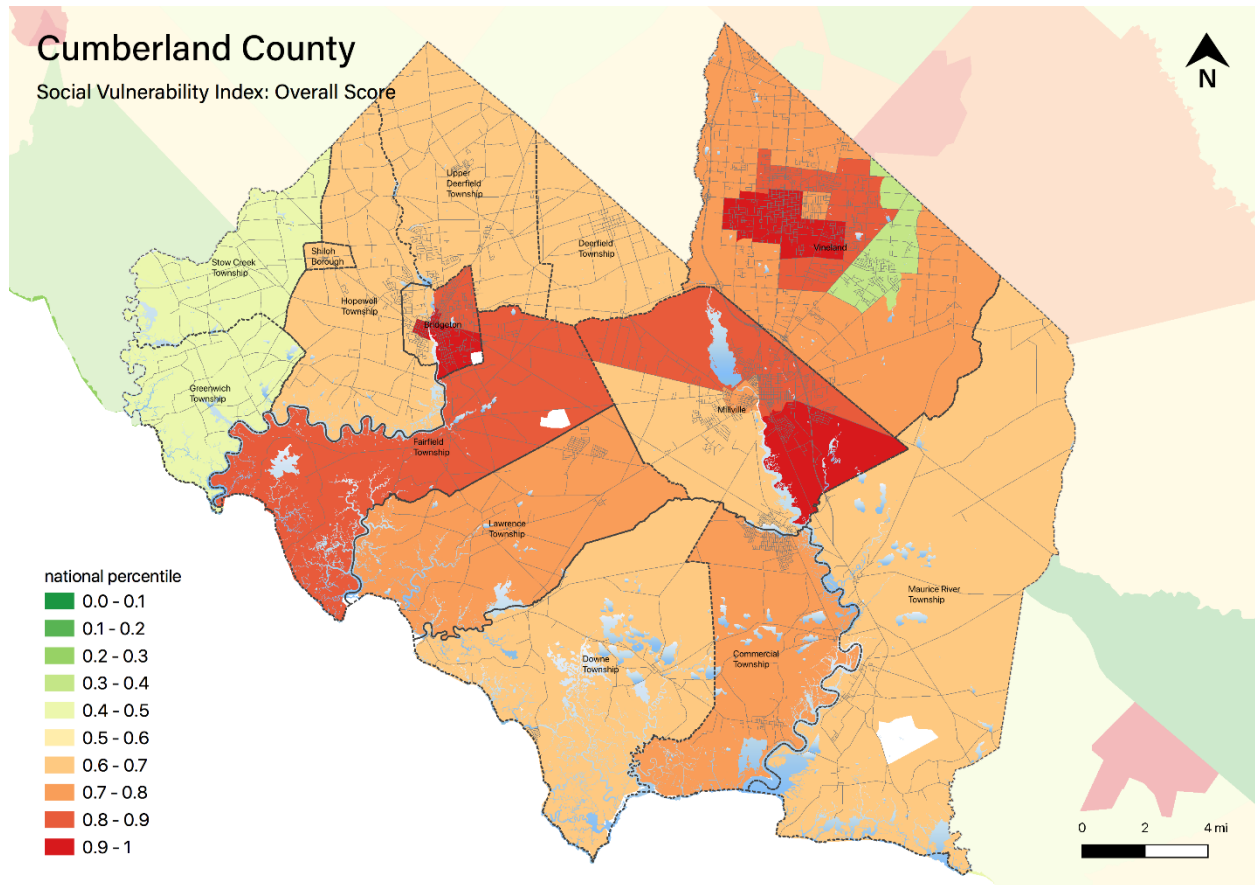 Cumberland County
Social Vulnerability Index: Overall Score
N
Upper
Deerfield
Township
Deerfield
Township
Vineland
Shiloh
Borough
Stow Creek
Township
Hopewell
Township
Bridgeton
Greenwich
Township
Millville
Fairfield
Township
Lawrence
Township
Maurice River
Township
Downe
Township
Commercial
Township
national percentile
0.0 - 0.1
0.1 - 0.2
0.2 - 0.3
0.3 - 0.4
0.4 - 0.5
0.5 - 0.6
0.6 - 0.7
0.7 - 0.8
0.8 - 0.9
0.9 - 1
0 2 4 mi